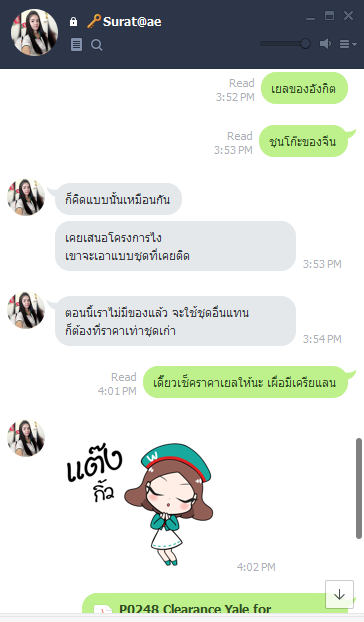 Surat@ae
Read
3:52 PM
เยลของอังกิต
Read
3:53 PM
ซุนโก๊ะของจีน
ก็คิดแบบนั้นเหมือนกัน
เคยเสนอโครงการไง
เขาจะเอาแบบชุดที่เคยติด
3:53 PM
ตอนนี้เราไม่มีของแล้ว จะใช้ชุดอื่นแทน
ก็ต้องที่ราคาเท่าชุดเก่า
3:54 PM
Read
4:01 PM
เดี๊ยวเช็คราคาเยลให้นะ เผื่อมีเครียแลน
แต๊ง
กิ้ว
W
4:02 PM
P0248 Clearance Yale for